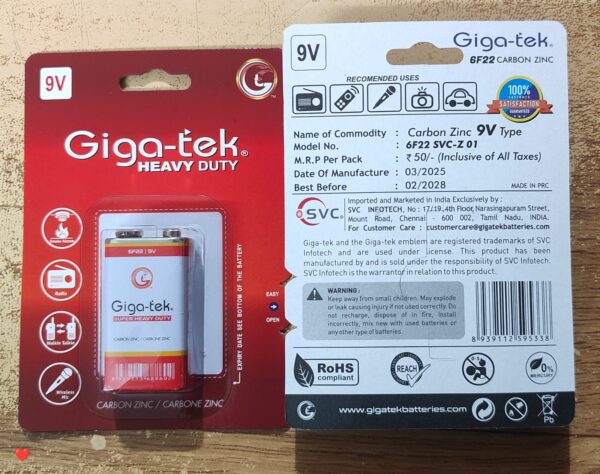 9V
Giga-tek®
HEAVY DUTY
Smoke Alarms
Radio
Walkie Talkie
Wireless
Mic
6F22 | 9V
Giga-tek®
SUPER HEAVY DUTY
CARBON ZINC / CARBONE ZINC
EXPIRY DATE SEE BOTTOM OF THE BATTERY
EASY
OPEN
CARBON ZINC / CARBONE ZINC
9V
Giga-tek®
6F22 CARBON ZINC
RECOMENDED USES
100%
CUSTOMER
SATISFACTION
GUARANTEED
Name of Commodity : Carbon Zinc 9V Type
Model No. : 6F22 SVC-Z 01
M.R.P Per Pack : ₹ 50/- (Inclusive of All Taxes)
Date Of Manufacture : 03/2025
Best Before : 02/2028
MADE IN PRC
SVC®
Imported and Marketed in India Exclusively by :
SVC INFOTECH, No : 17/19, 4th Floor, Narasingapuram Street,
Mount Road, Chennai - 600 002, Tamil Nadu, INDIA.
For Customer Care : customercare@gigatekbatteries.com
Giga-tek and the Giga-tek emblem are registered trademarks of SVC
Infotech and are used under license. This product has been
manufactured by and is sold under the responsibility of SVC Infotech.
SVC Infotech is the warrantor in relation to this product.
WARNING :
Keep away from small children. May explode
or leak causing injury if not used correctly. Do
not recharge, dispose of in fire, install
incorrectly, mix new with used batteries or
any other type of batteries.
8 939112 595338
RoHS
compliant
REACH
0%
MERCURY
www.gigatekbatteries.com
Pb